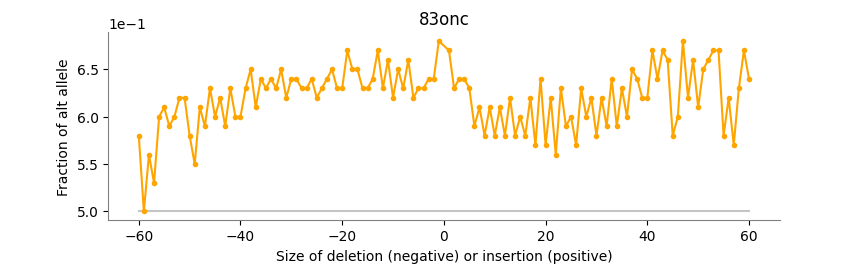 83onc
1e−1
Fraction of alt allele
6.5
6.0
5.5
5.0
−60 −40 −20 0 20 40 60
Size of deletion (negative) or insertion (positive)